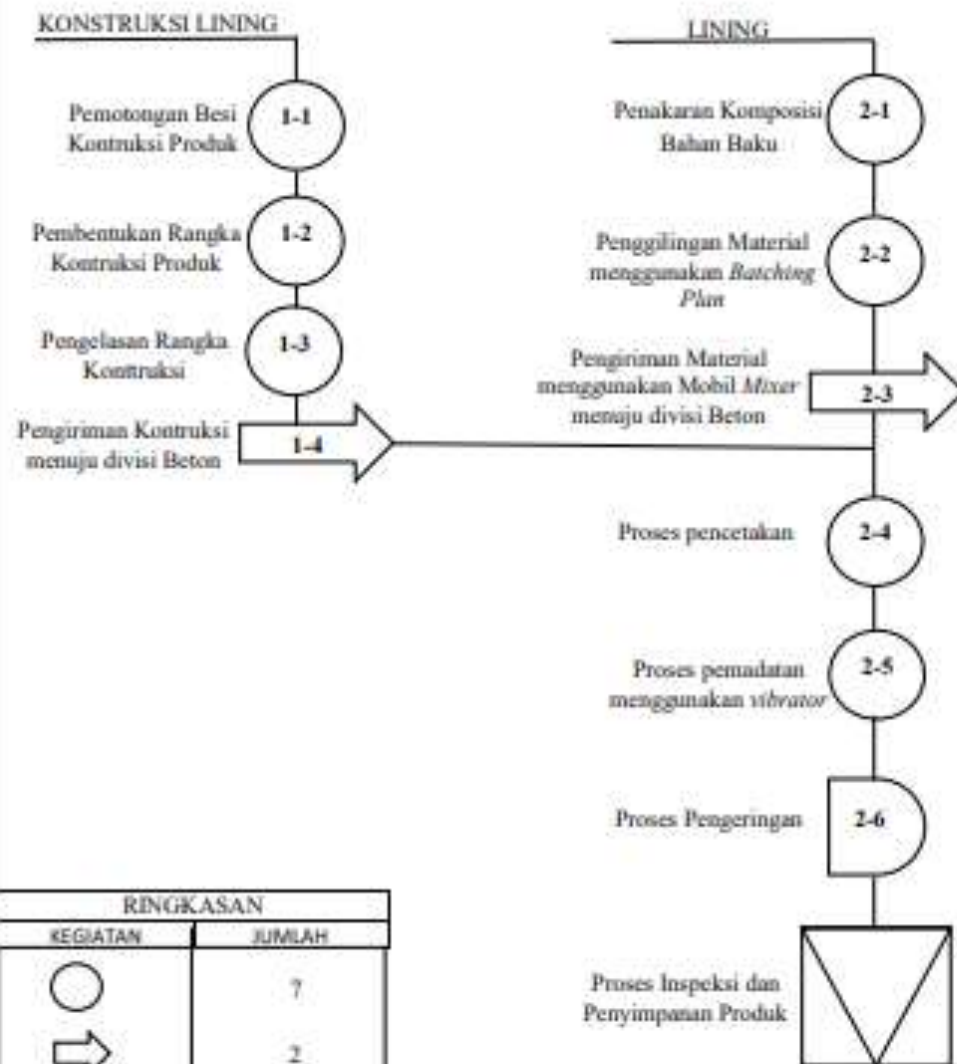 KONSTRUKSI LINING
Pemotongan Besi
Kontruksi Produk
1-1
Pembentukan Rangka
Kontruksi Produk
1-2
Pengelasan Rangka
Konttruksi
1-3
Pengiriman Kontruksi
menuju divisi Beton
1-4
LINING
Penakaran Komposisi
Bahan Baku
2-1
Penggilingan Material
menggunakan Batching
Plan
2-2
Pengiriman Material
menggunakan Mobil Mixer
menuju divisi Beton
2-3
Proses pencetakan
2-4
Proses pemadatan
menggunakan vibrator
2-5
Proses Pengeringan
2-6
Proses Inspeksi dan
Penyimpanan Produk
RINGKASAN
KEGIATAN JUMLAH
7
2